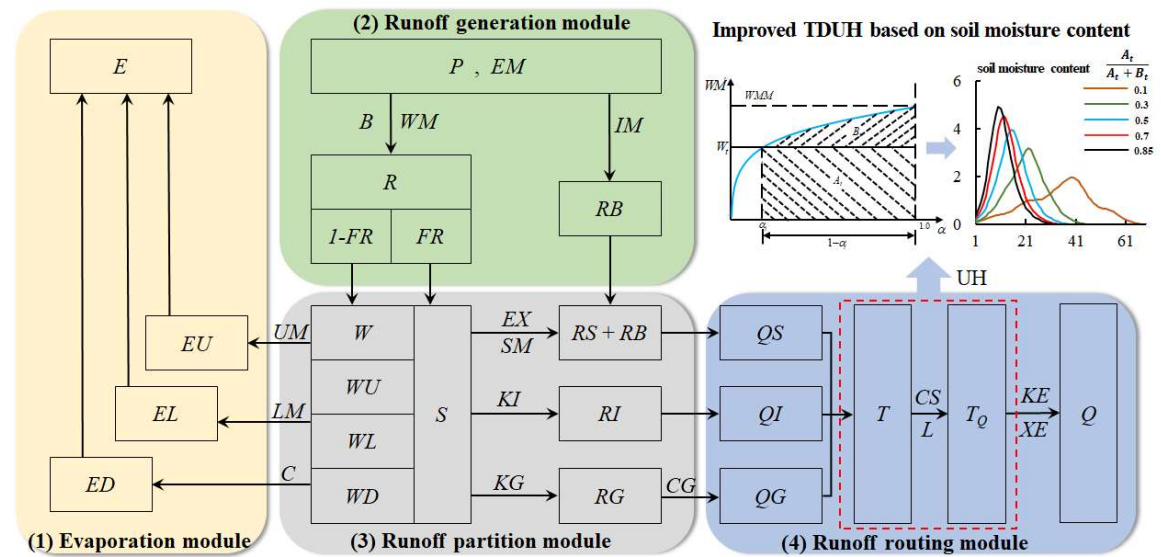 (2) Runoff generation module
E
P , EM
B
WM
IM
R
1-FR
FR
RB
Improved TDUH based on soil moisture content
WM
WMM
W_t
B_t
A_t
α_t
1-α_t
1.0
α
soil moisture content
A_t
A_t + B_t
0.1
0.3
0.5
0.7
0.85
6
4
2
0
1
21
41
61
UH
EU
EL
ED
UM
LM
C
(1) Evaporation module
W
WU
WL
WD
S
EX
SM
KI
KG
RS + RB
RI
RG
CG
(3) Runoff partition module
QS
QI
QG
T
CS
L
T_Q
KE
XE
Q
(4) Runoff routing module